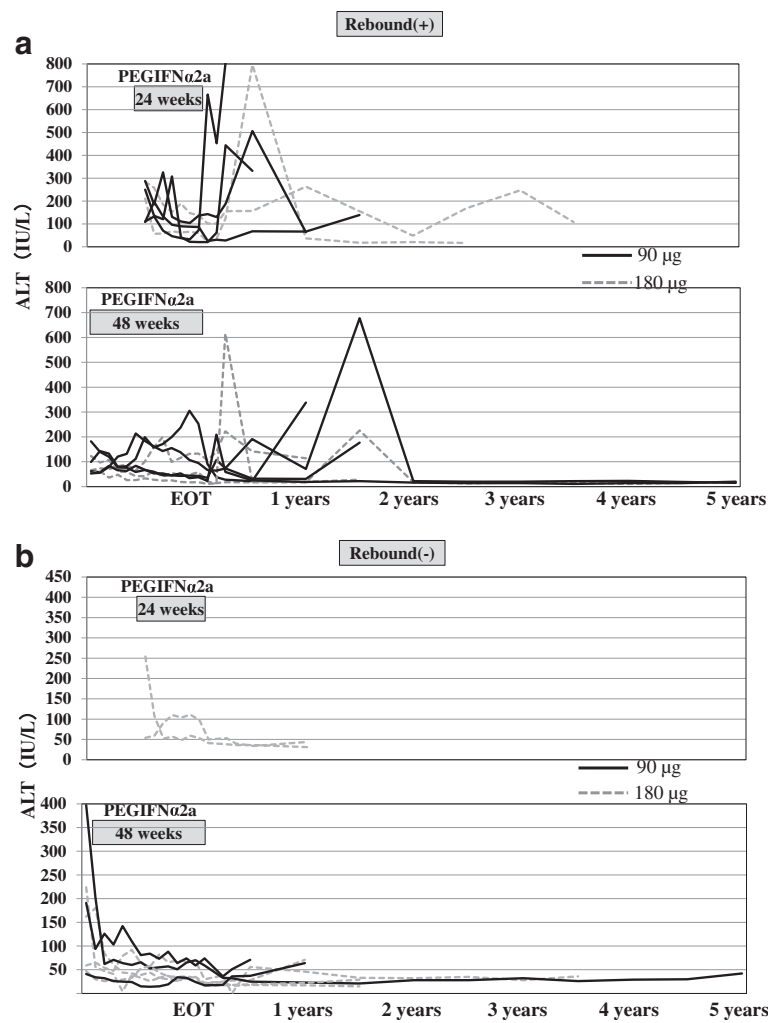 Rebound(+)
a
PEGIFNα2a
24 weeks
800
700
600
500
400
300
200
100
0
ALT (IU/L)
90 μg
180 μg
PEGIFNα2a
48 weeks
800
700
600
500
400
300
200
100
0
EOT 1 years 2 years 3 years 4 years 5 years
b
Rebound(-)
PEGIFNα2a
24 weeks
450
400
350
300
250
200
150
100
50
0
ALT (IU/L)
90 μg
180 μg
PEGIFNα2a
48 weeks
400
350
300
250
200
150
100
50
EOT 1 years 2 years 3 years 4 years 5 years